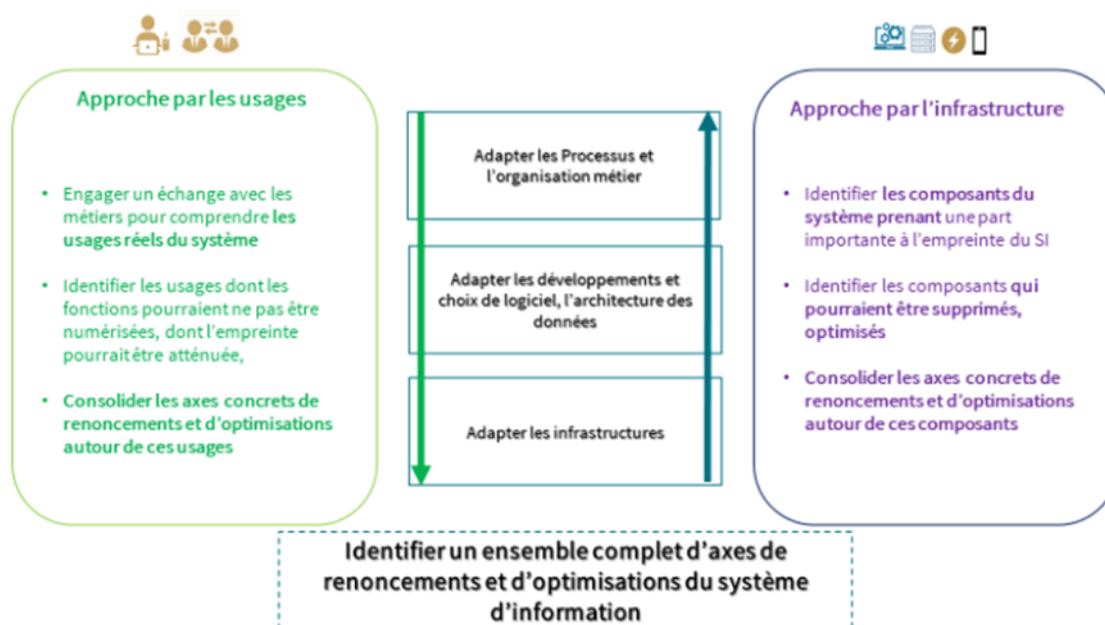 Approche par les usages
• Engager un échange avec les
métiers pour comprendre les
usages réels du système
• Identifier les usages dont les
fonctions pourraient ne pas être
numérisées, dont l'empreinte
pourrait être atténuée,
• Consolider les axes concrets de
renoncements et d'optimisations
autour de ces usages
Adapter les Processus et
l'organisation métier
Adapter les développements et
choix de logiciel, l'architecture des
données
Adapter les infrastructures
Approche par l'infrastructure
• Identifier les composants du
système prenant une part
importante à l'empreinte du SI
• Identifier les composants qui
pourraient être supprimés,
optimisés
• Consolider les axes concrets de
renoncements et d'optimisations
autour de ces composants
Identifier un ensemble complet d'axes de
renoncements et d'optimisations du système
d'information